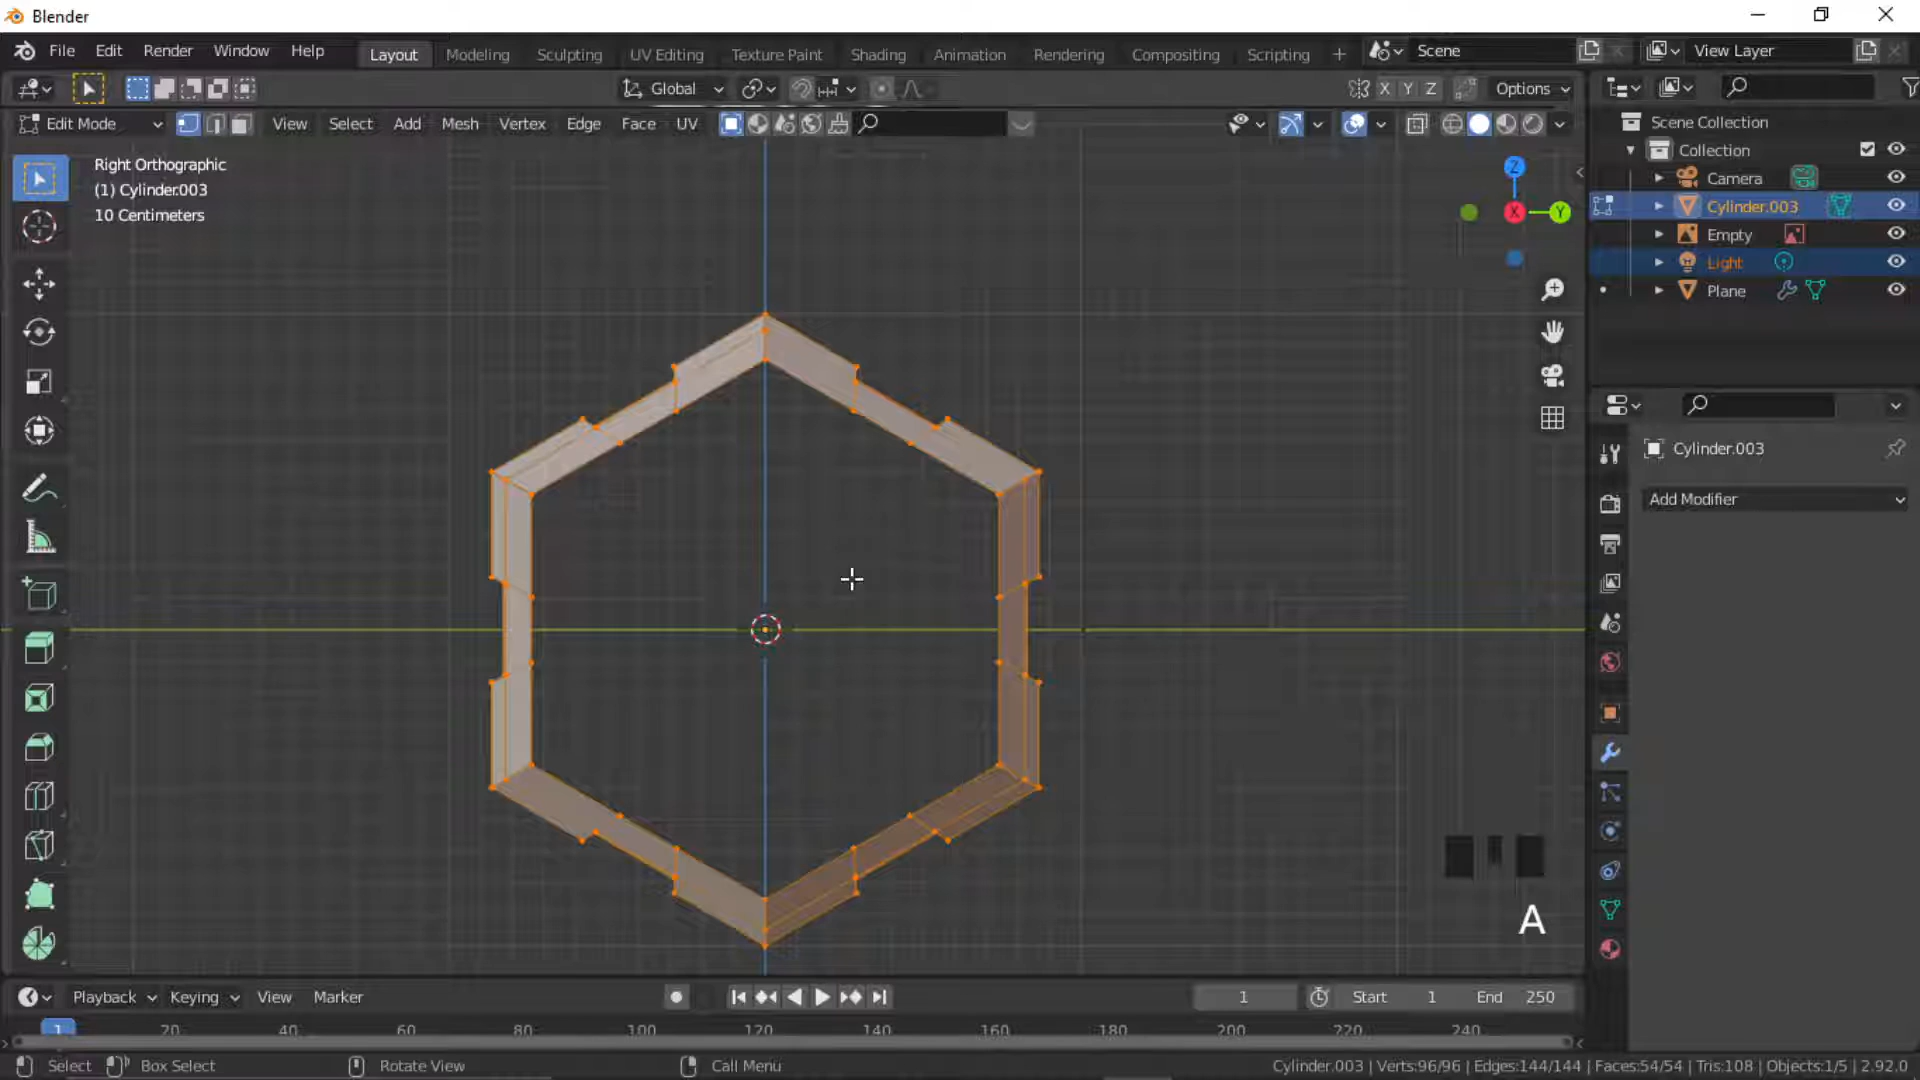 Blender
File Edit Render Window Help Layout Modeling Sculpting UV Editing Texture Paint Shading Animation Rendering Compositing Scripting + Scene View Layer
Global X Y Z Options
Edit Mode View Select Add Mesh Vertex Edge Face UV
Right Orthographic
(1) Cylinder.003
10 Centimeters
Z
X
Y
Scene Collection
Collection
Camera
Cylinder.003
Empty
Light
Plane
Cylinder.003
Add Modifier
A
Playback Keying View Marker 1 Start 1 End 250
1 20 40 60 80 100 120 140 160 180 200 220 240
Select Box Select Rotate View Call Menu Cylinder.003 | Verts:96/96 | Edges:144/144 | Faces:54/54 | Tris:108 | Objects:1/5 | 2.92.0